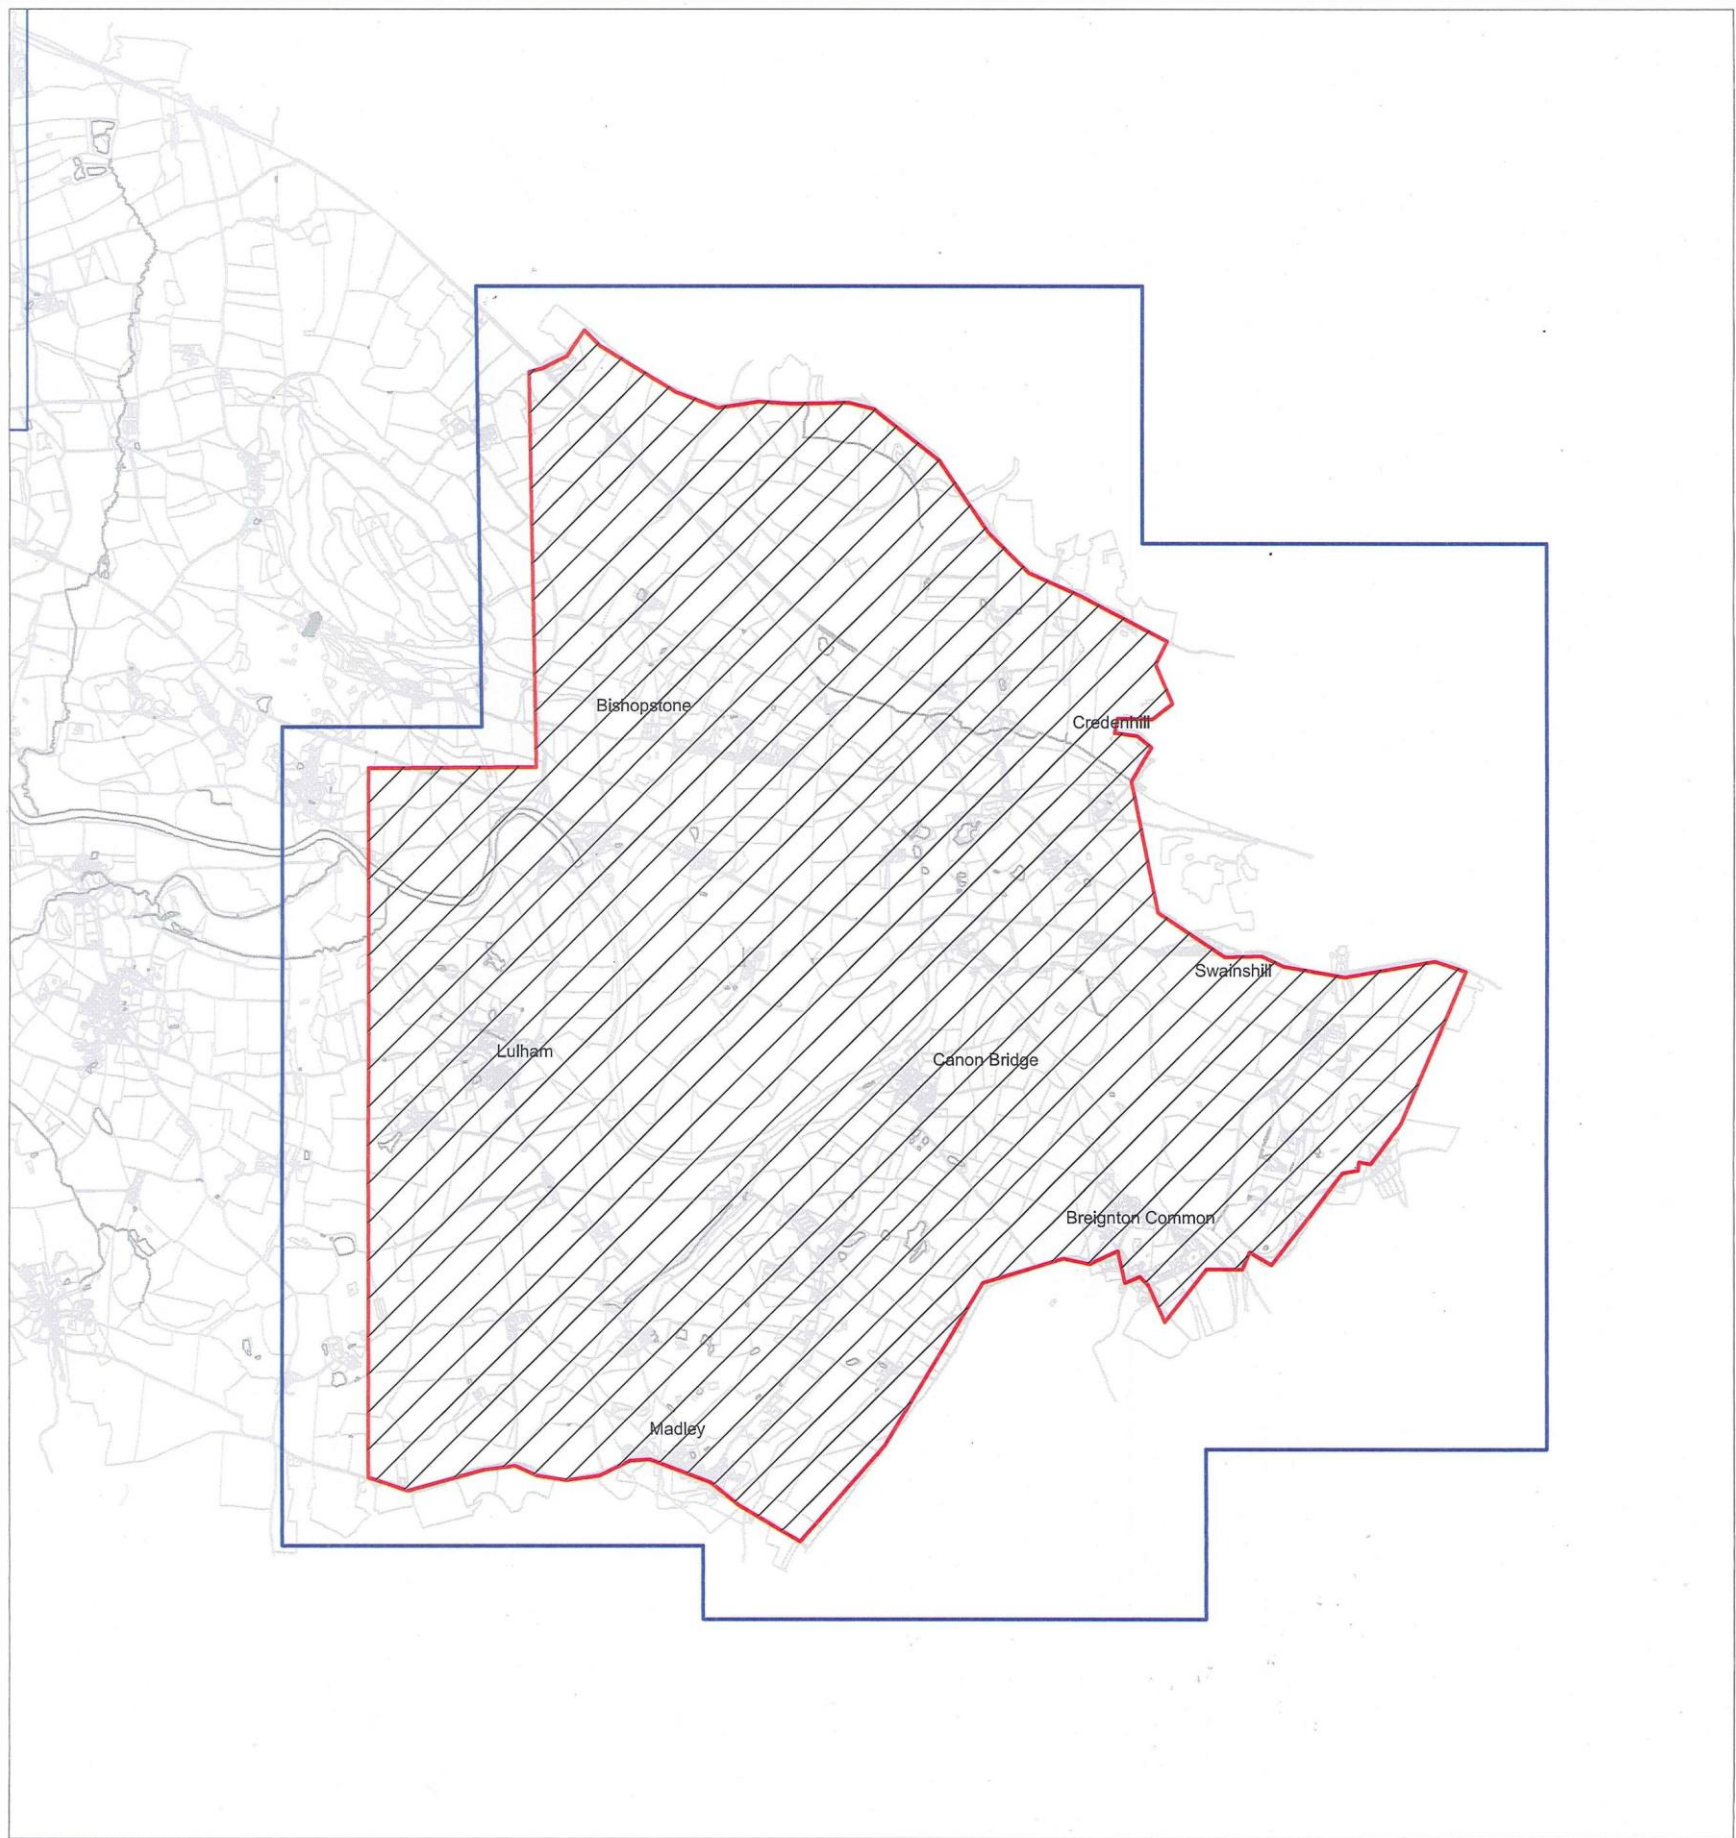 Bishopstone
Credenhill
Swainshill
Lulham
Canon Bridge
Breignton Common
Madley